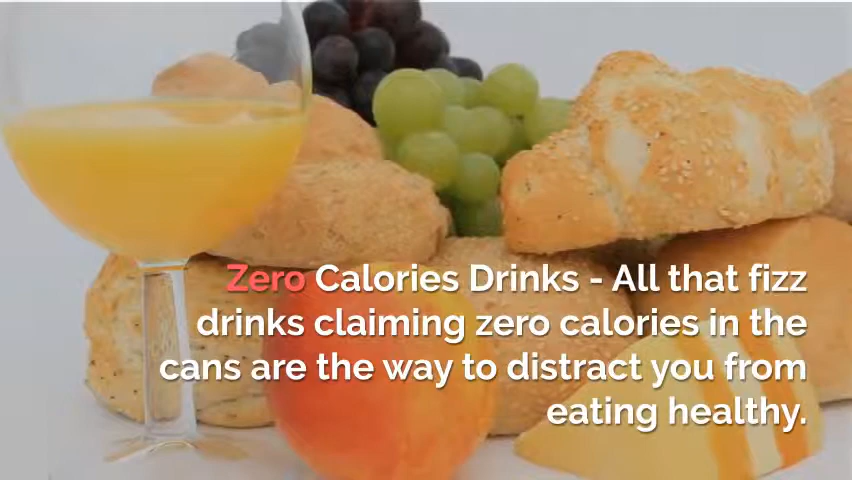 Zero Calories Drinks - All that fizz
drinks claiming zero calories in the
cans are the way to distract you from
eating healthy.